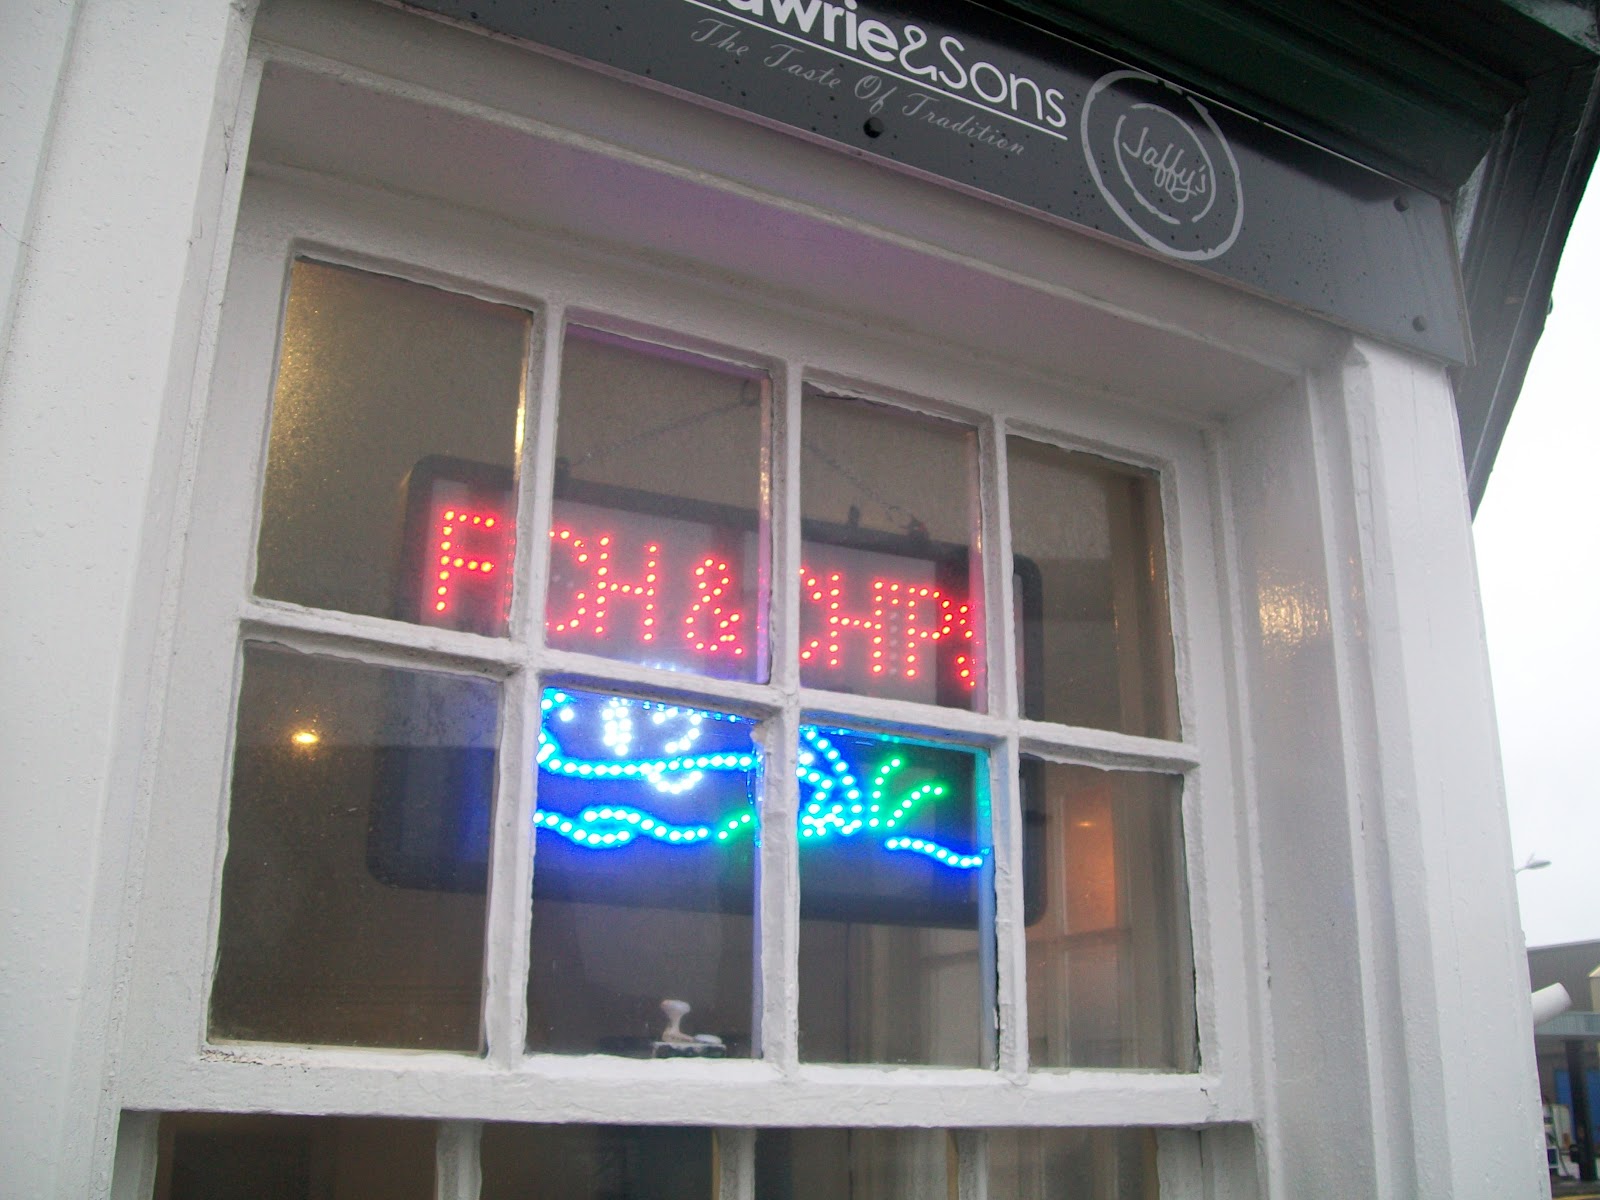 awrie&Sons
The Taste Of Tradition
Jaffy's
FISH & CHIPS